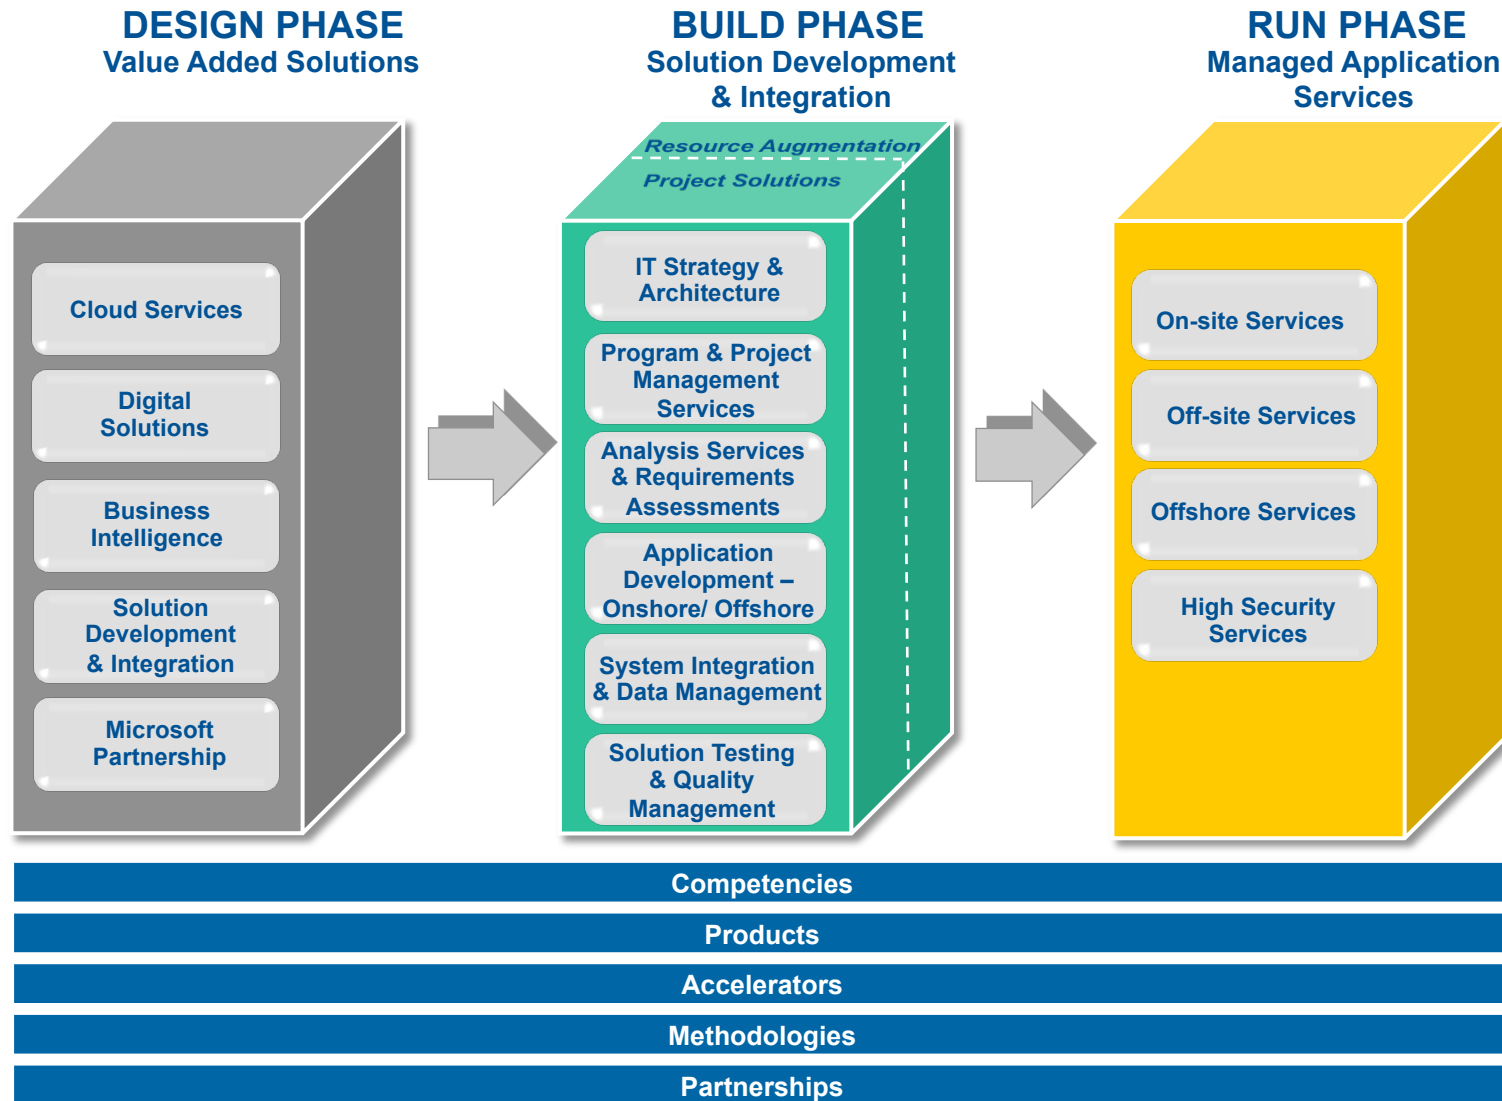 DESIGN PHASE
Value Added Solutions
Cloud Services
Digital
Solutions
Business
Intelligence
Solution
Development
& Integration
Microsoft
Partnership
BUILD PHASE
Solution Development
& Integration
Resource Augmentation
Project Solutions
IT Strategy &
Architecture
Program & Project
Management
Services
Analysis Services
& Requirements
Assessments
Application
Development –
Onshore/ Offshore
System Integration
& Data Management
Solution Testing
& Quality
Management
RUN PHASE
Managed Application
Services
On-site Services
Off-site Services
Offshore Services
High Security
Services
Competencies
Products
Accelerators
Methodologies
Partnerships